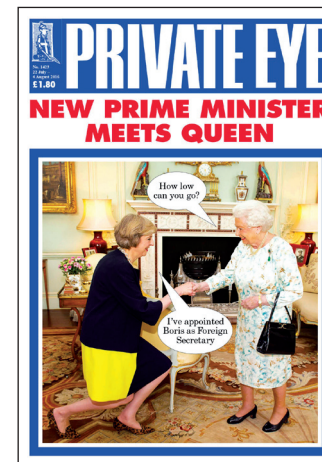 PRIVATE EYE
No. 1423
22 July -
4 August 2016
£1.80
NEW PRIME MINISTER
MEETS QUEEN
How low
can you go?
I've appointed
Boris as Foreign
Secretary